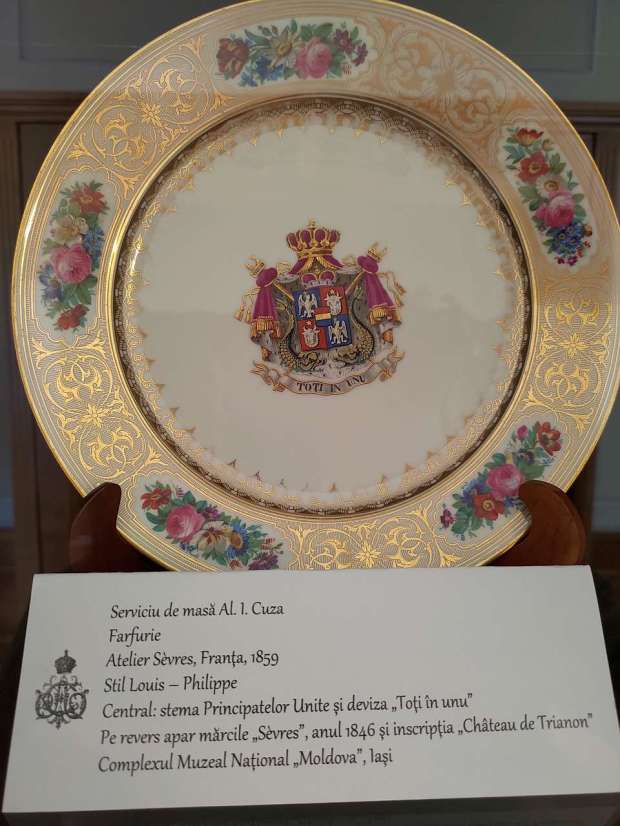 TOȚI IN UNU
Serviciu de masă Al. I. Cuza
Farfurie
Atelier Sèvres, Franța, 1859
Stil Louis – Philippe
Central: stema Principatelor Unite și deviza „Toți în unu”
Pe revers apar mărcile „Sèvres”, anul 1846 și inscripția „Château de Trianon”
Complexul Muzeal Național „Moldova”, Iași